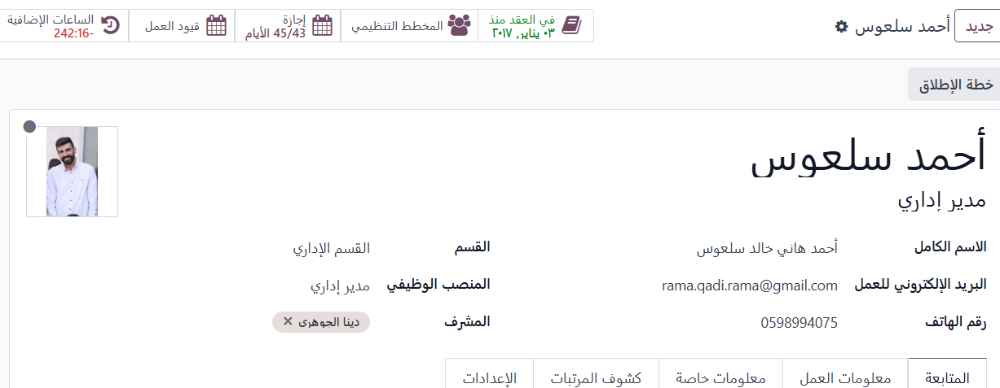 جديد
أحمد سلعوس
في العقد منذ
٠٣ يناير ٢٠١٧
المخطط التنظيمي
إجازة
45/43 الأيام
قيود العمل
الساعات الإضافية
-242:16
خطة الإطلاق
أحمد سلعوس
مدير إداري
الاسم الكامل أحمد هاني خالد سلعوس
القسم القسم الإداري
البريد الإلكتروني للعمل rama.qadi.rama@gmail.com
المنصب الوظيفي مدير إداري
رقم الهاتف 0598994075
المشرف دينا الجوهري
المتابعة
معلومات العمل
معلومات خاصة
كشوف المرتبات
الإعدادات